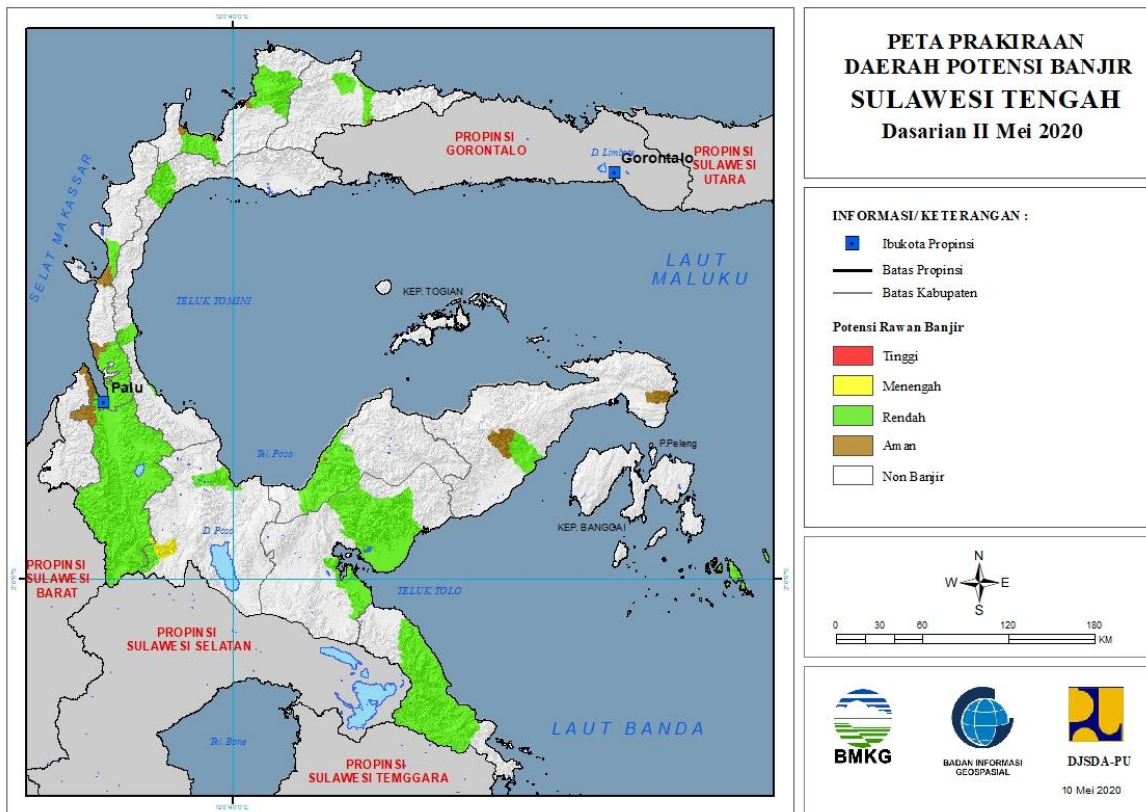 120°40'0"E
PROPINSI
GORONTALO
D. Limboto
Gorontalo
PROPINSI
SULAWESI
UTARA
SELAT MAKASSAR
LAUT
MALUKU
TELUK TOMINI
KEP. TOGIAN
Palu
Tel. Poso
P.Peleng
KEP. BANGGAI
D. Poso
PROPINSI
SULAWESI
BARAT
TELUK TOLO
PROPINSI
SULAWESI SELATAN
LAUT BANDA
Tel. Bone
PROPINSI
SULAWESI TEMGGARA
PETA PRAKIRAAN
DAERAH POTENSI BANJIR
SULAWESI TENGAH
Dasarian II Mei 2020
INFORMASI/ KETERANGAN :
Ibukota Propinsi
Batas Propinsi
Batas Kabupaten
Potensi Rawan Banjir
Tinggi
Menengah
Rendah
Aman
Non Banjir
N
W E
S
0 30 60 120 180
KM
BMKG
BADAN INFORMASI
GEOSPASIAL
DJSDA-PU
10 Mei 2020